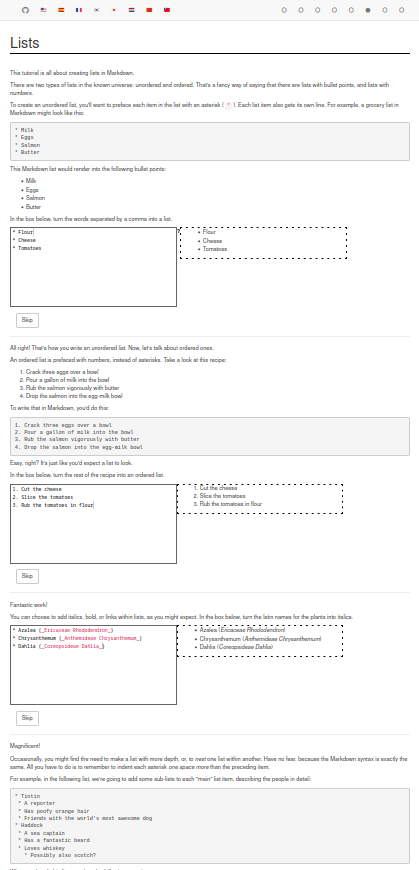 Lists
This tutorial is all about creating lists in Markdown.
There are two types of lists in the known universe: unordered and ordered. That's a fancy way of saying that there are lists with bullet points, and lists with
numbers.
To create an unordered list, you'll want to preface each item in the list with an asterisk ( * ). Each list item also gets its own line. For example, a grocery list in
Markdown might look like this:
* Milk
* Eggs
* Salmon
* Butter
This Markdown list would render into the following bullet points:
• Milk
• Eggs
• Salmon
• Butter
In the box below, turn the words separated by a comma into a list.
* Flour
* Cheese
* Tomatoes
• Flour
• Cheese
• Tomatoes
Skip
All right! That's how you write an unordered list. Now, let's talk about ordered ones.
An ordered list is prefaced with numbers, instead of asterisks. Take a look at this recipe:
1. Crack three eggs over a bowl
2. Pour a gallon of milk into the bowl
3. Rub the salmon vigorously with butter
4. Drop the salmon into the egg-milk bowl
To write that in Markdown, you'd do this:
1. Crack three eggs over a bowl
2. Pour a gallon of milk into the bowl
3. Rub the salmon vigorously with butter
4. Drop the salmon into the egg-milk bowl
Easy, right? It's just like you'd expect a list to look.
In the box below, turn the rest of the recipe into an ordered list.
1. Cut the cheese
2. Slice the tomatoes
3. Rub the tomatoes in flour
1. Cut the cheese
2. Slice the tomatoes
3. Rub the tomatoes in flour
Skip
Fantastic work!
You can choose to add italics, bold, or links within lists, as you might expect. In the box below, turn the latin names for the plants into italics.
* Azalea (_Ericaceae Rhododendron_)
* Chrysanthemum (_Anthemideae Chrysanthemum_)
* Dahlia (_Coreopsideae Dahlia_)
• Azalea (Ericaceae Rhododendron)
• Chrysanthemum (Anthemideae Chrysanthemum)
• Dahlia (Coreopsideae Dahlia)
Skip
Magnificent!
Occasionally, you might find the need to make a list with more depth, or, to nest one list within another. Have no fear, because the Markdown syntax is exactly the
same. All you have to do is to remember to indent each asterisk one space more than the preceding item.
For example, in the following list, we're going to add some sub-lists to each "main" list item, describing the people in detail:
* Tintin
* A reporter
* Has poofy orange hair
* Friends with the world's most awesome dog
* Haddock
* A sea captain
* Has a fantastic beard
* Loves whiskey
* Possibly also scotch?